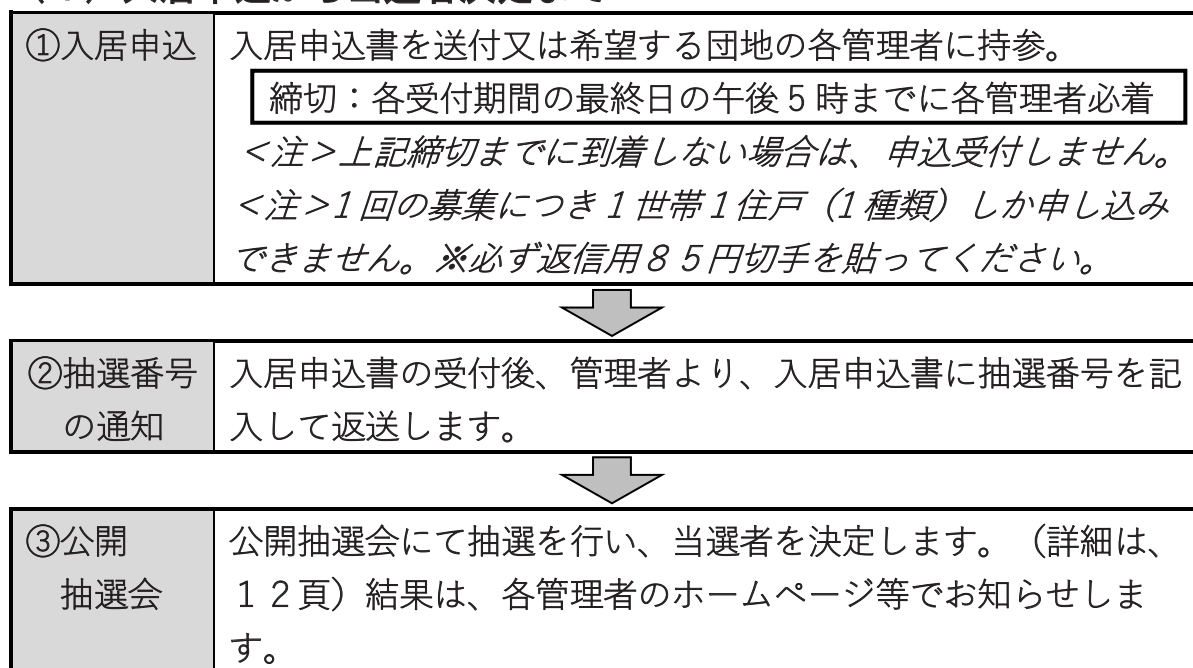 ①入居申込
入居申込書を送付又は希望する団地の各管理者に持参。
締切：各受付期間の最終日の午後５時までに各管理者必着
＜注＞上記締切までに到着しない場合は、申込受付しません。
＜注＞1回の募集につき１世帯１住戸（1種類）しか申し込み
できません。※必ず返信用８５円切手を貼ってください。
②抽選番号
の通知
入居申込書の受付後、管理者より、入居申込書に抽選番号を記
入して返送します。
③公開
抽選会
公開抽選会にて抽選を行い、当選者を決定します。（詳細は、
１２頁）結果は、各管理者のホームページ等でお知らせしま
す。